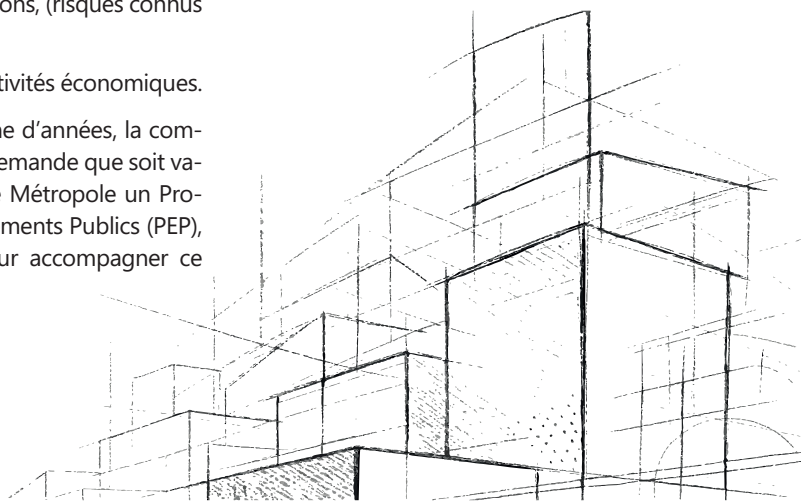 ons, (risques connus
tivités économiques.
ne d’années, la com-
emande que soit va-
e Métropole un Pro-
ments Publics (PEP),
ur accompagner ce